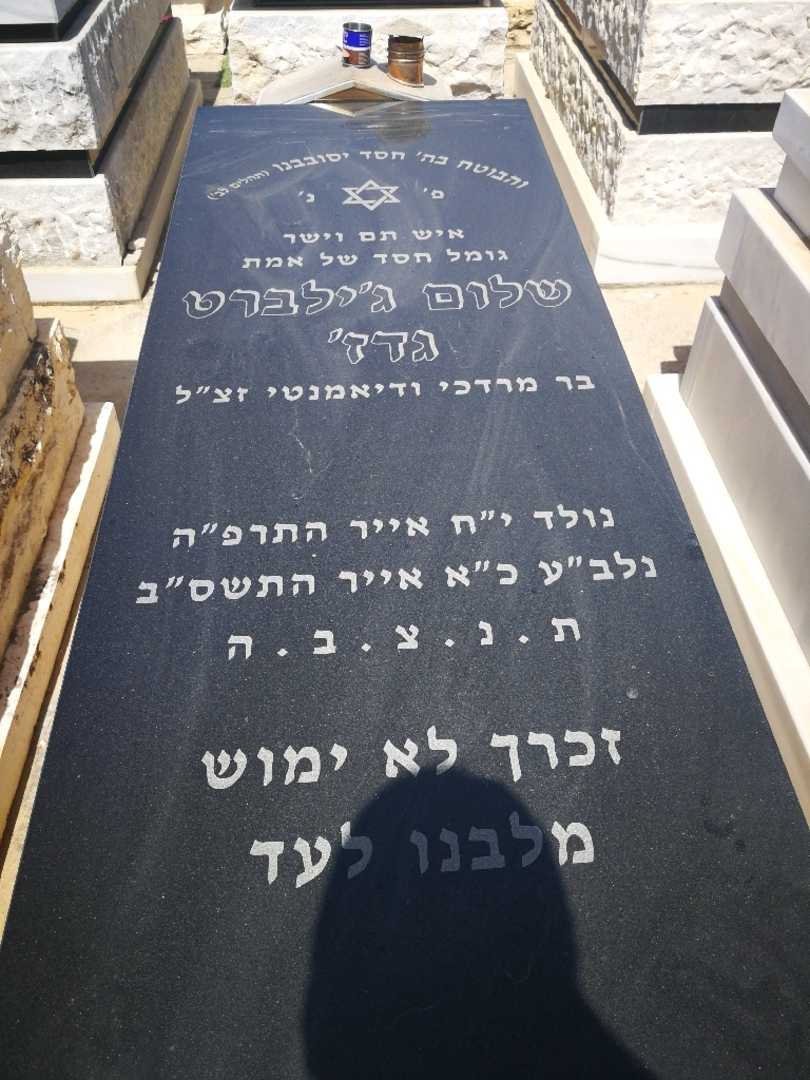 והבוטח בה׳ חסד יסובבנו (תהלים לב׳)
פ׳ נ׳
איש תם וישר
גומל חסד של אמת
שלום ג׳ילברט
גדז׳
בר מרדכי ודיאמנטי זצ״ל
נולד י״ח אייר התרפ״ה
נלב״ע כ״א אייר התשס״ב
ת . נ . צ . ב . ה
זכרך לא ימוש
מלבנו לעד